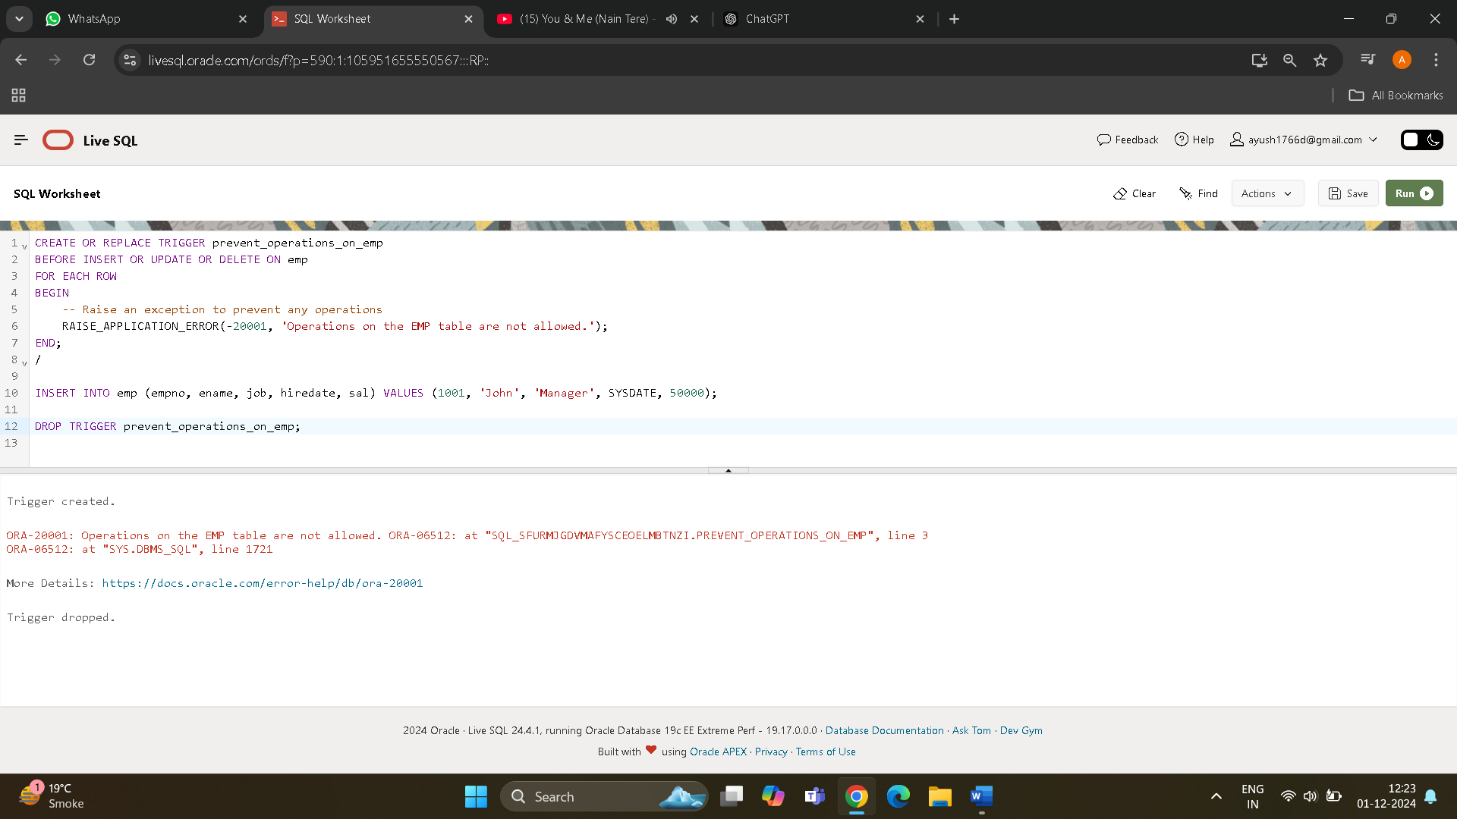 WhatsApp
SQL Worksheet
(15) You & Me (Nain Tere) -
ChatGPT
livesql.oracle.com/ords/f?p=590:1:105951655550567:::RP::
A
All Bookmarks
Live SQL
Feedback
Help
ayush1766d@gmail.com
SQL Worksheet
Clear
Find
Actions
Save
Run
1 CREATE OR REPLACE TRIGGER prevent_operations_on_emp
2 BEFORE INSERT OR UPDATE OR DELETE ON emp
3 FOR EACH ROW
4 BEGIN
5 -- Raise an exception to prevent any operations
6 RAISE_APPLICATION_ERROR(-20001, 'Operations on the EMP table are not allowed.');
7 END;
8 /
9
10 INSERT INTO emp (empno, ename, job, hiredate, sal) VALUES (1001, 'John', 'Manager', SYSDATE, 50000);
11
12 DROP TRIGGER prevent_operations_on_emp;
13
Trigger created.
ORA-20001: Operations on the EMP table are not allowed. ORA-06512: at "SQL_SFURMJGDVMAFYSCEOELMBTNZI.PREVENT_OPERATIONS_ON_EMP", line 3
ORA-06512: at "SYS.DBMS_SQL", line 1721
More Details: https://docs.oracle.com/error-help/db/ora-20001
Trigger dropped.
2024 Oracle · Live SQL 24.4.1, running Oracle Database 19c EE Extreme Perf - 19.17.0.0.0 · Database Documentation · Ask Tom · Dev Gym
Built with ❤ using Oracle APEX · Privacy · Terms of Use
1
19°C
Smoke
Search
ENG
IN
12:23
01-12-2024